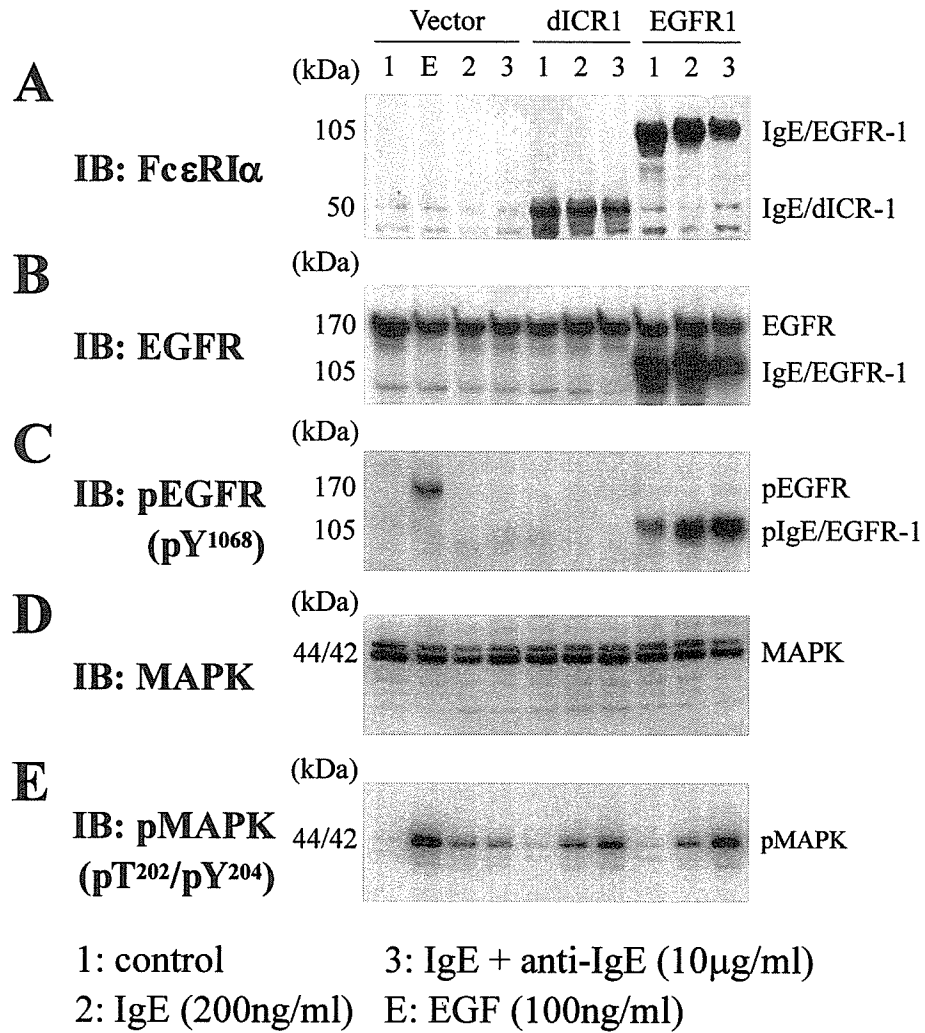 Vector dICR1 EGFR1
(kDa) 1 E 2 3 1 2 3 1 2 3
A
IB: FcεRIα
105 IgE/EGFR-1
50 IgE/dICR-1
(kDa)
B
IB: EGFR
170 EGFR
105 IgE/EGFR-1
(kDa)
C
IB: pEGFR
(pY1068)
170 pEGFR
105 pIgE/EGFR-1
(kDa)
D
IB: MAPK
44/42 MAPK
(kDa)
E
IB: pMAPK
(pT202/pY204)
44/42 pMAPK
1: control 3: IgE + anti-IgE (10μg/ml)
2: IgE (200ng/ml) E: EGF (100ng/ml)